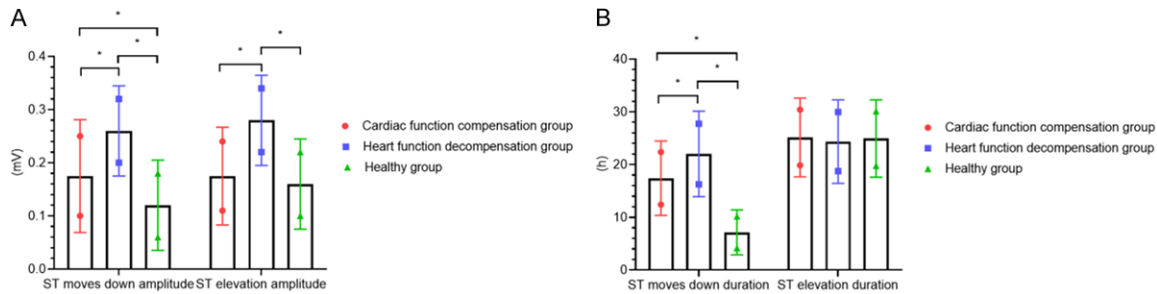 A
*
*
*
*
*
0.4
0.3
0.2
0.1
0.0
(mV)
ST moves down amplitude
ST elevation amplitude
Cardiac function compensation group
Heart function decompensation group
Healthy group
B
*
*
*
40
30
20
10
0
(h)
ST moves down duration
ST elevation duration
Cardiac function compensation group
Heart function decompensation group
Healthy group